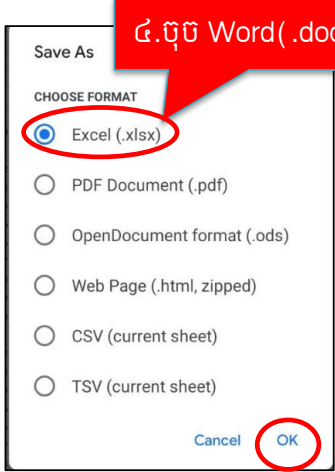 ៤.ចុច Word( .doc
Save As
CHOOSE FORMAT
Excel (.xlsx)
PDF Document (.pdf)
OpenDocument format (.ods)
Web Page (.html, zipped)
CSV (current sheet)
TSV (current sheet)
Cancel OK